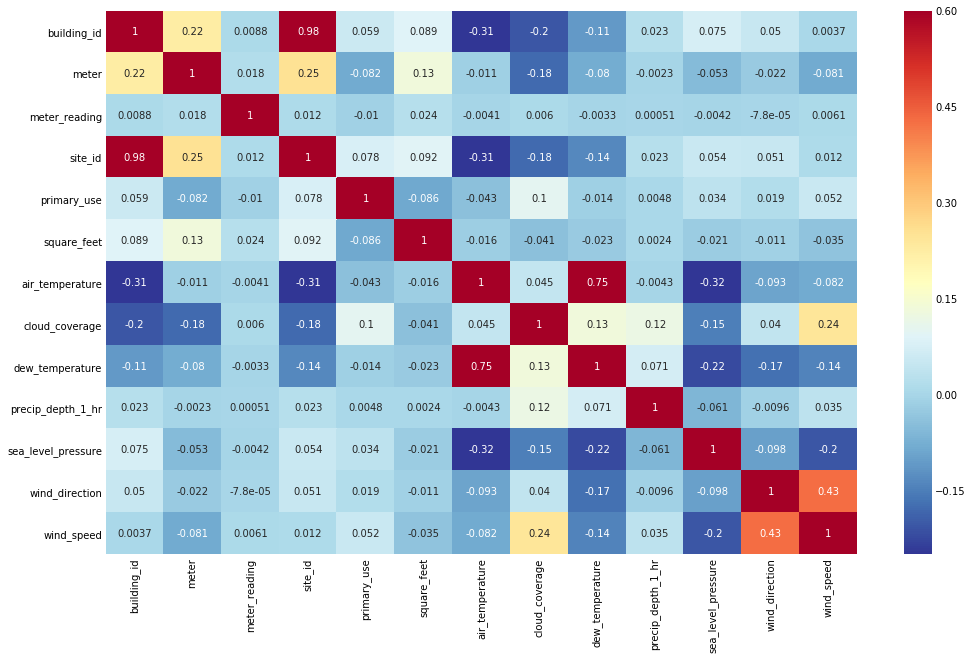 building_id 1 0.22 0.0088 0.98 0.059 0.089 -0.31 -0.2 -0.11 0.023 0.075 0.05 0.0037
meter 0.22 1 0.018 0.25 -0.082 0.13 -0.011 -0.18 -0.08 -0.0023 -0.053 -0.022 -0.081
meter_reading 0.0088 0.018 1 0.012 -0.01 0.024 -0.0041 0.006 -0.0033 0.00051 -0.0042 -7.8e-05 0.0061
site_id 0.98 0.25 0.012 1 0.078 0.092 -0.31 -0.18 -0.14 0.023 0.054 0.051 0.012
primary_use 0.059 -0.082 -0.01 0.078 1 -0.086 -0.043 0.1 -0.014 0.0048 0.034 0.019 0.052
square_feet 0.089 0.13 0.024 0.092 -0.086 1 -0.016 -0.041 -0.023 0.0024 -0.021 -0.011 -0.035
air_temperature -0.31 -0.011 -0.0041 -0.31 -0.043 -0.016 1 0.045 0.75 -0.0043 -0.32 -0.093 -0.082
cloud_coverage -0.2 -0.18 0.006 -0.18 0.1 -0.041 0.045 1 0.13 0.12 -0.15 0.04 0.24
dew_temperature -0.11 -0.08 -0.0033 -0.14 -0.014 -0.023 0.75 0.13 1 0.071 -0.22 -0.17 -0.14
precip_depth_1_hr 0.023 -0.0023 0.00051 0.023 0.0048 0.0024 -0.0043 0.12 0.071 1 -0.061 -0.0096 0.035
sea_level_pressure 0.075 -0.053 -0.0042 0.054 0.034 -0.021 -0.32 -0.15 -0.22 -0.061 1 -0.098 -0.2
wind_direction 0.05 -0.022 -7.8e-05 0.051 0.019 -0.011 -0.093 0.04 -0.17 -0.0096 -0.098 1 0.43
wind_speed 0.0037 -0.081 0.0061 0.012 0.052 -0.035 -0.082 0.24 -0.14 0.035 -0.2 0.43 1
building_id
meter
meter_reading
site_id
primary_use
square_feet
air_temperature
cloud_coverage
dew_temperature
precip_depth_1_hr
sea_level_pressure
wind_direction
wind_speed
0.60
0.45
0.30
0.15
0.00
−0.15